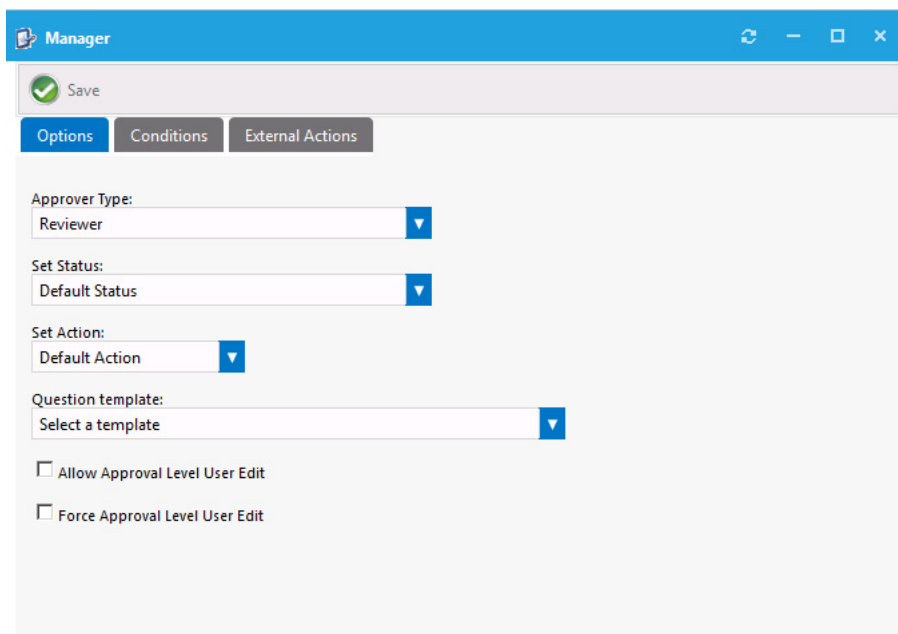 Manager
Save
Options Conditions External Actions
Approver Type:
Reviewer
Set Status:
Default Status
Set Action:
Default Action
Question template:
Select a template
Allow Approval Level User Edit
Force Approval Level User Edit